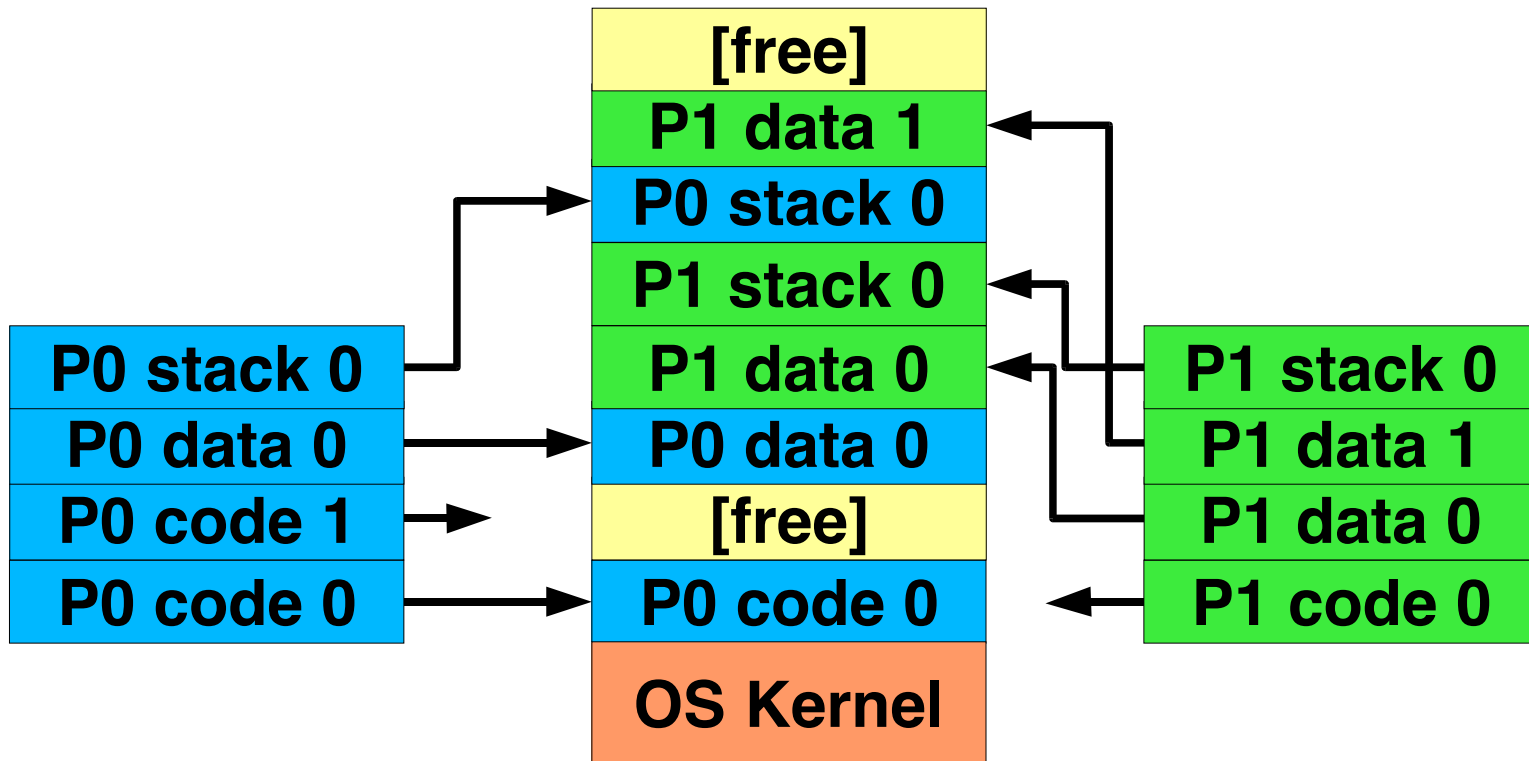 P0 stack 0
P0 data 0
P0 code 1
P0 code 0
[free]
P1 data 1
P0 stack 0
P1 stack 0
P1 data 0
P0 data 0
[free]
P0 code 0
OS Kernel
P1 stack 0
P1 data 1
P1 data 0
P1 code 0